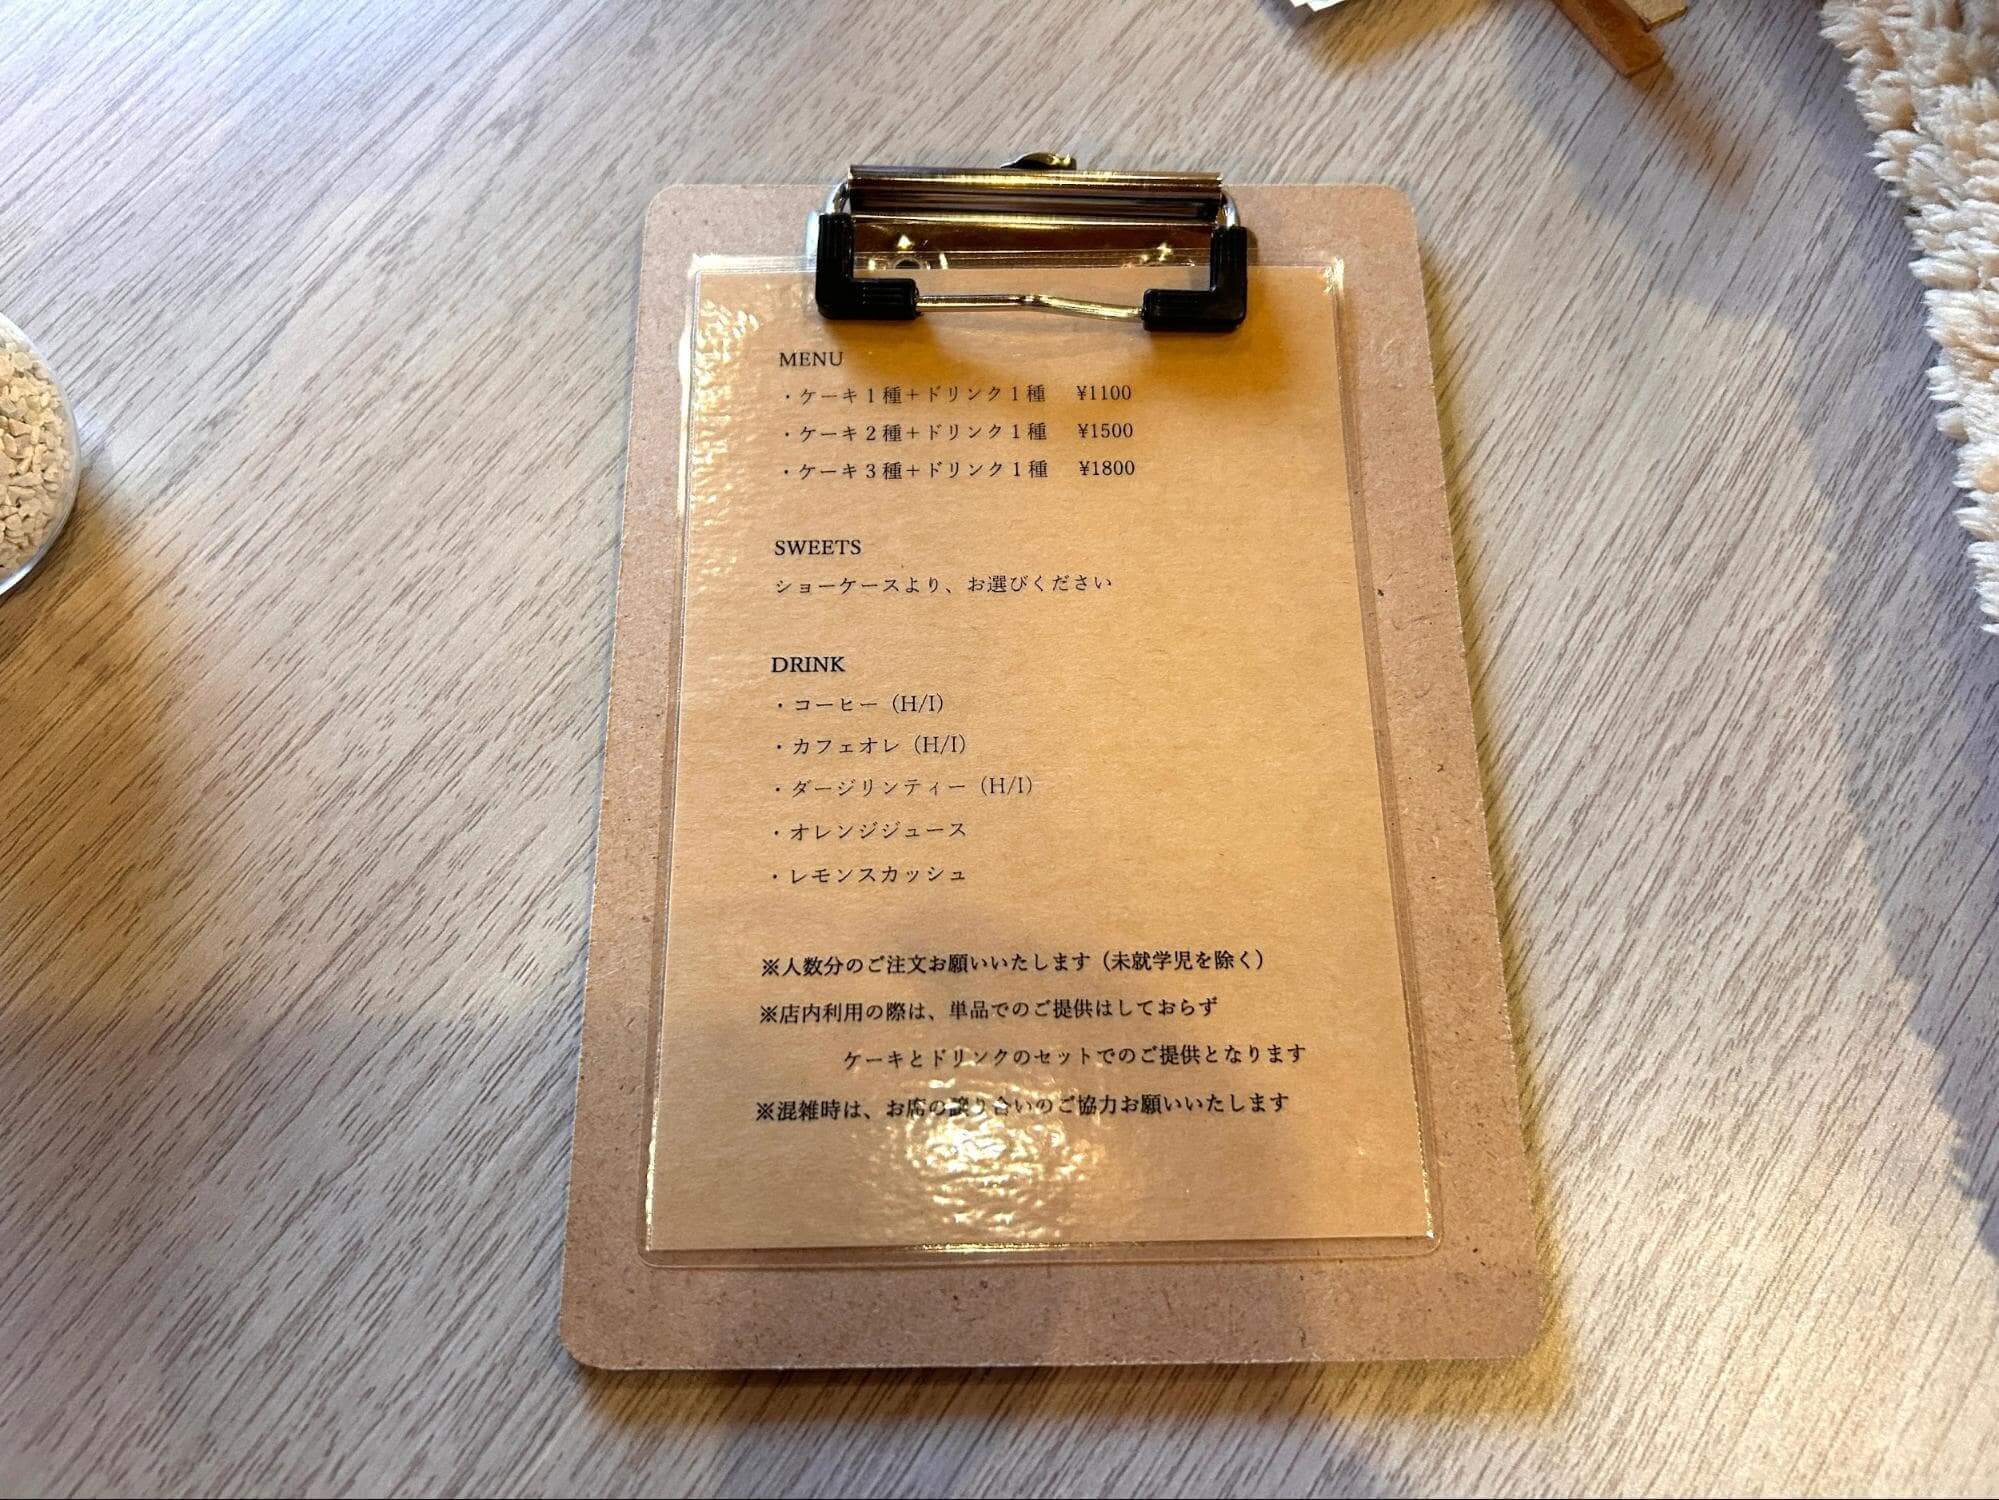 MENU
・ケーキ1種＋ドリンク1種　¥1100
・ケーキ2種＋ドリンク1種　¥1500
・ケーキ3種＋ドリンク1種　¥1800
SWEETS
ショーケースより、お選びください
DRINK
・コーヒー（H/I）
・カフェオレ（H/I）
・ダージリンティー（H/I）
・オレンジジュース
・レモンスカッシュ
※人数分のご注文お願いいたします（未就学児を除く）
※店内利用の際は、単品でのご提供はしておらず
ケーキとドリンクのセットでのご提供となります
※混雑時は、お席の譲り合いのご協力お願いいたします